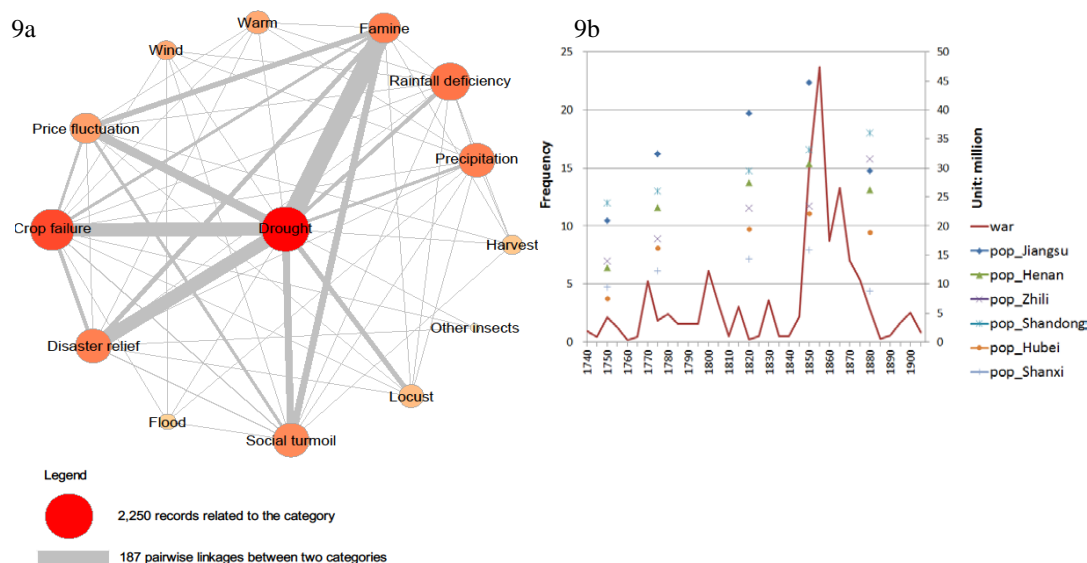 9a
Warm
Famine
Wind
Rainfall deficiency
Price fluctuation
Precipitation
Crop failure
Drought
Harvest
Other insects
Disaster relief
Locust
Flood
Social turmoil
Legend
2,250 records related to the category
187 pairwise linkages between two categories
9b
25
20
15
10
5
0
Frequency
50
45
40
35
30
25
20
15
10
5
0
Unit: million
1740
1750
1760
1770
1780
1790
1800
1810
1820
1830
1840
1850
1860
1870
1880
1890
1900
war
pop_Jiangsu
pop_Henan
pop_Zhili
pop_Shandong
pop_Hubei
pop_Shanxi